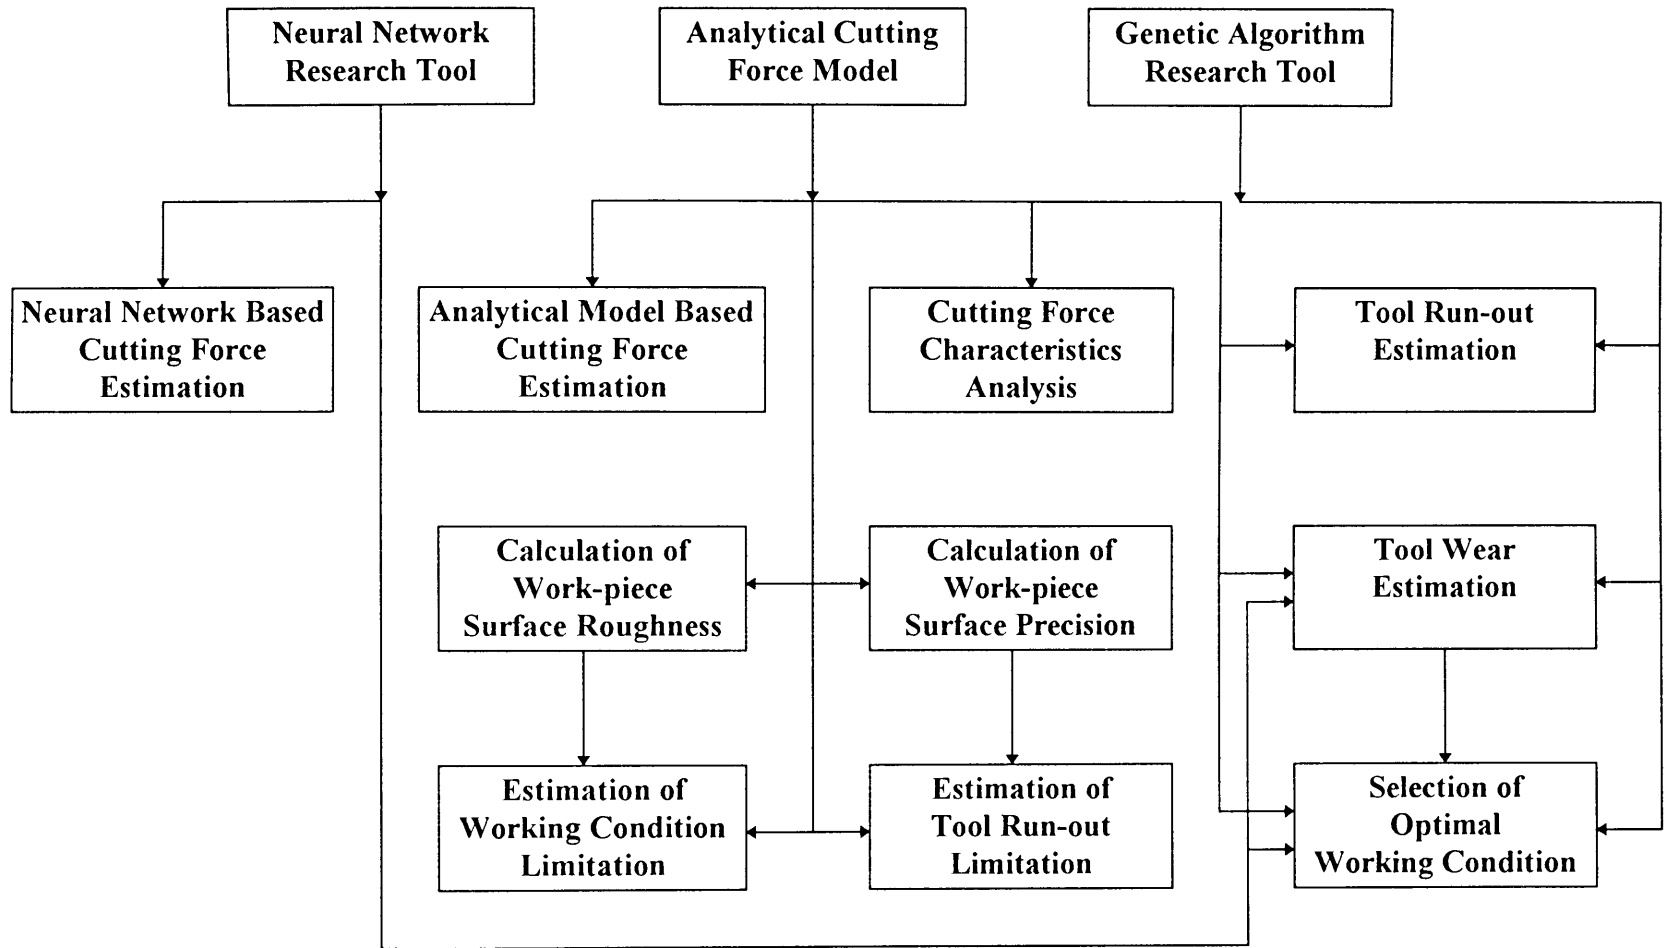 Neural Network
Research Tool
Analytical Cutting
Force Model
Genetic Algorithm
Research Tool
Neural Network Based
Cutting Force
Estimation
Analytical Model Based
Cutting Force
Estimation
Cutting Force
Characteristics
Analysis
Tool Run-out
Estimation
Calculation of
Work-piece
Surface Roughness
Calculation of
Work-piece
Surface Precision
Tool Wear
Estimation
Estimation of
Working Condition
Limitation
Estimation of
Tool Run-out
Limitation
Selection of
Optimal
Working Condition